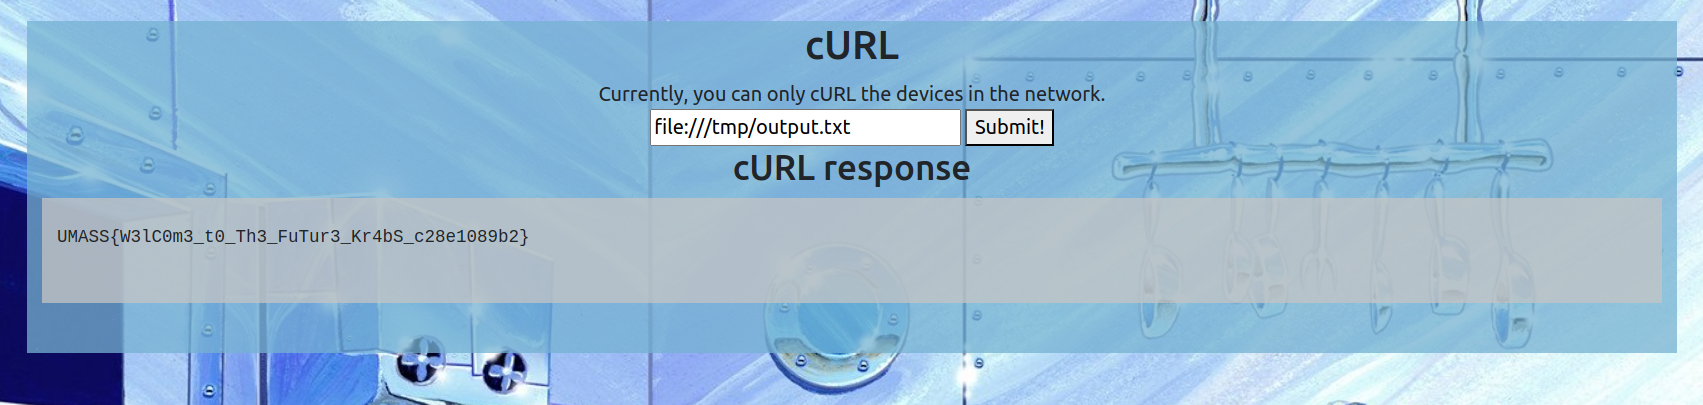 cURL
Currently, you can only cURL the devices in the network.
file:///tmp/output.txt Submit!
cURL response
UMASS{W3lC0m3_t0_Th3_FuTur3_Kr4bS_c28e1089b2}